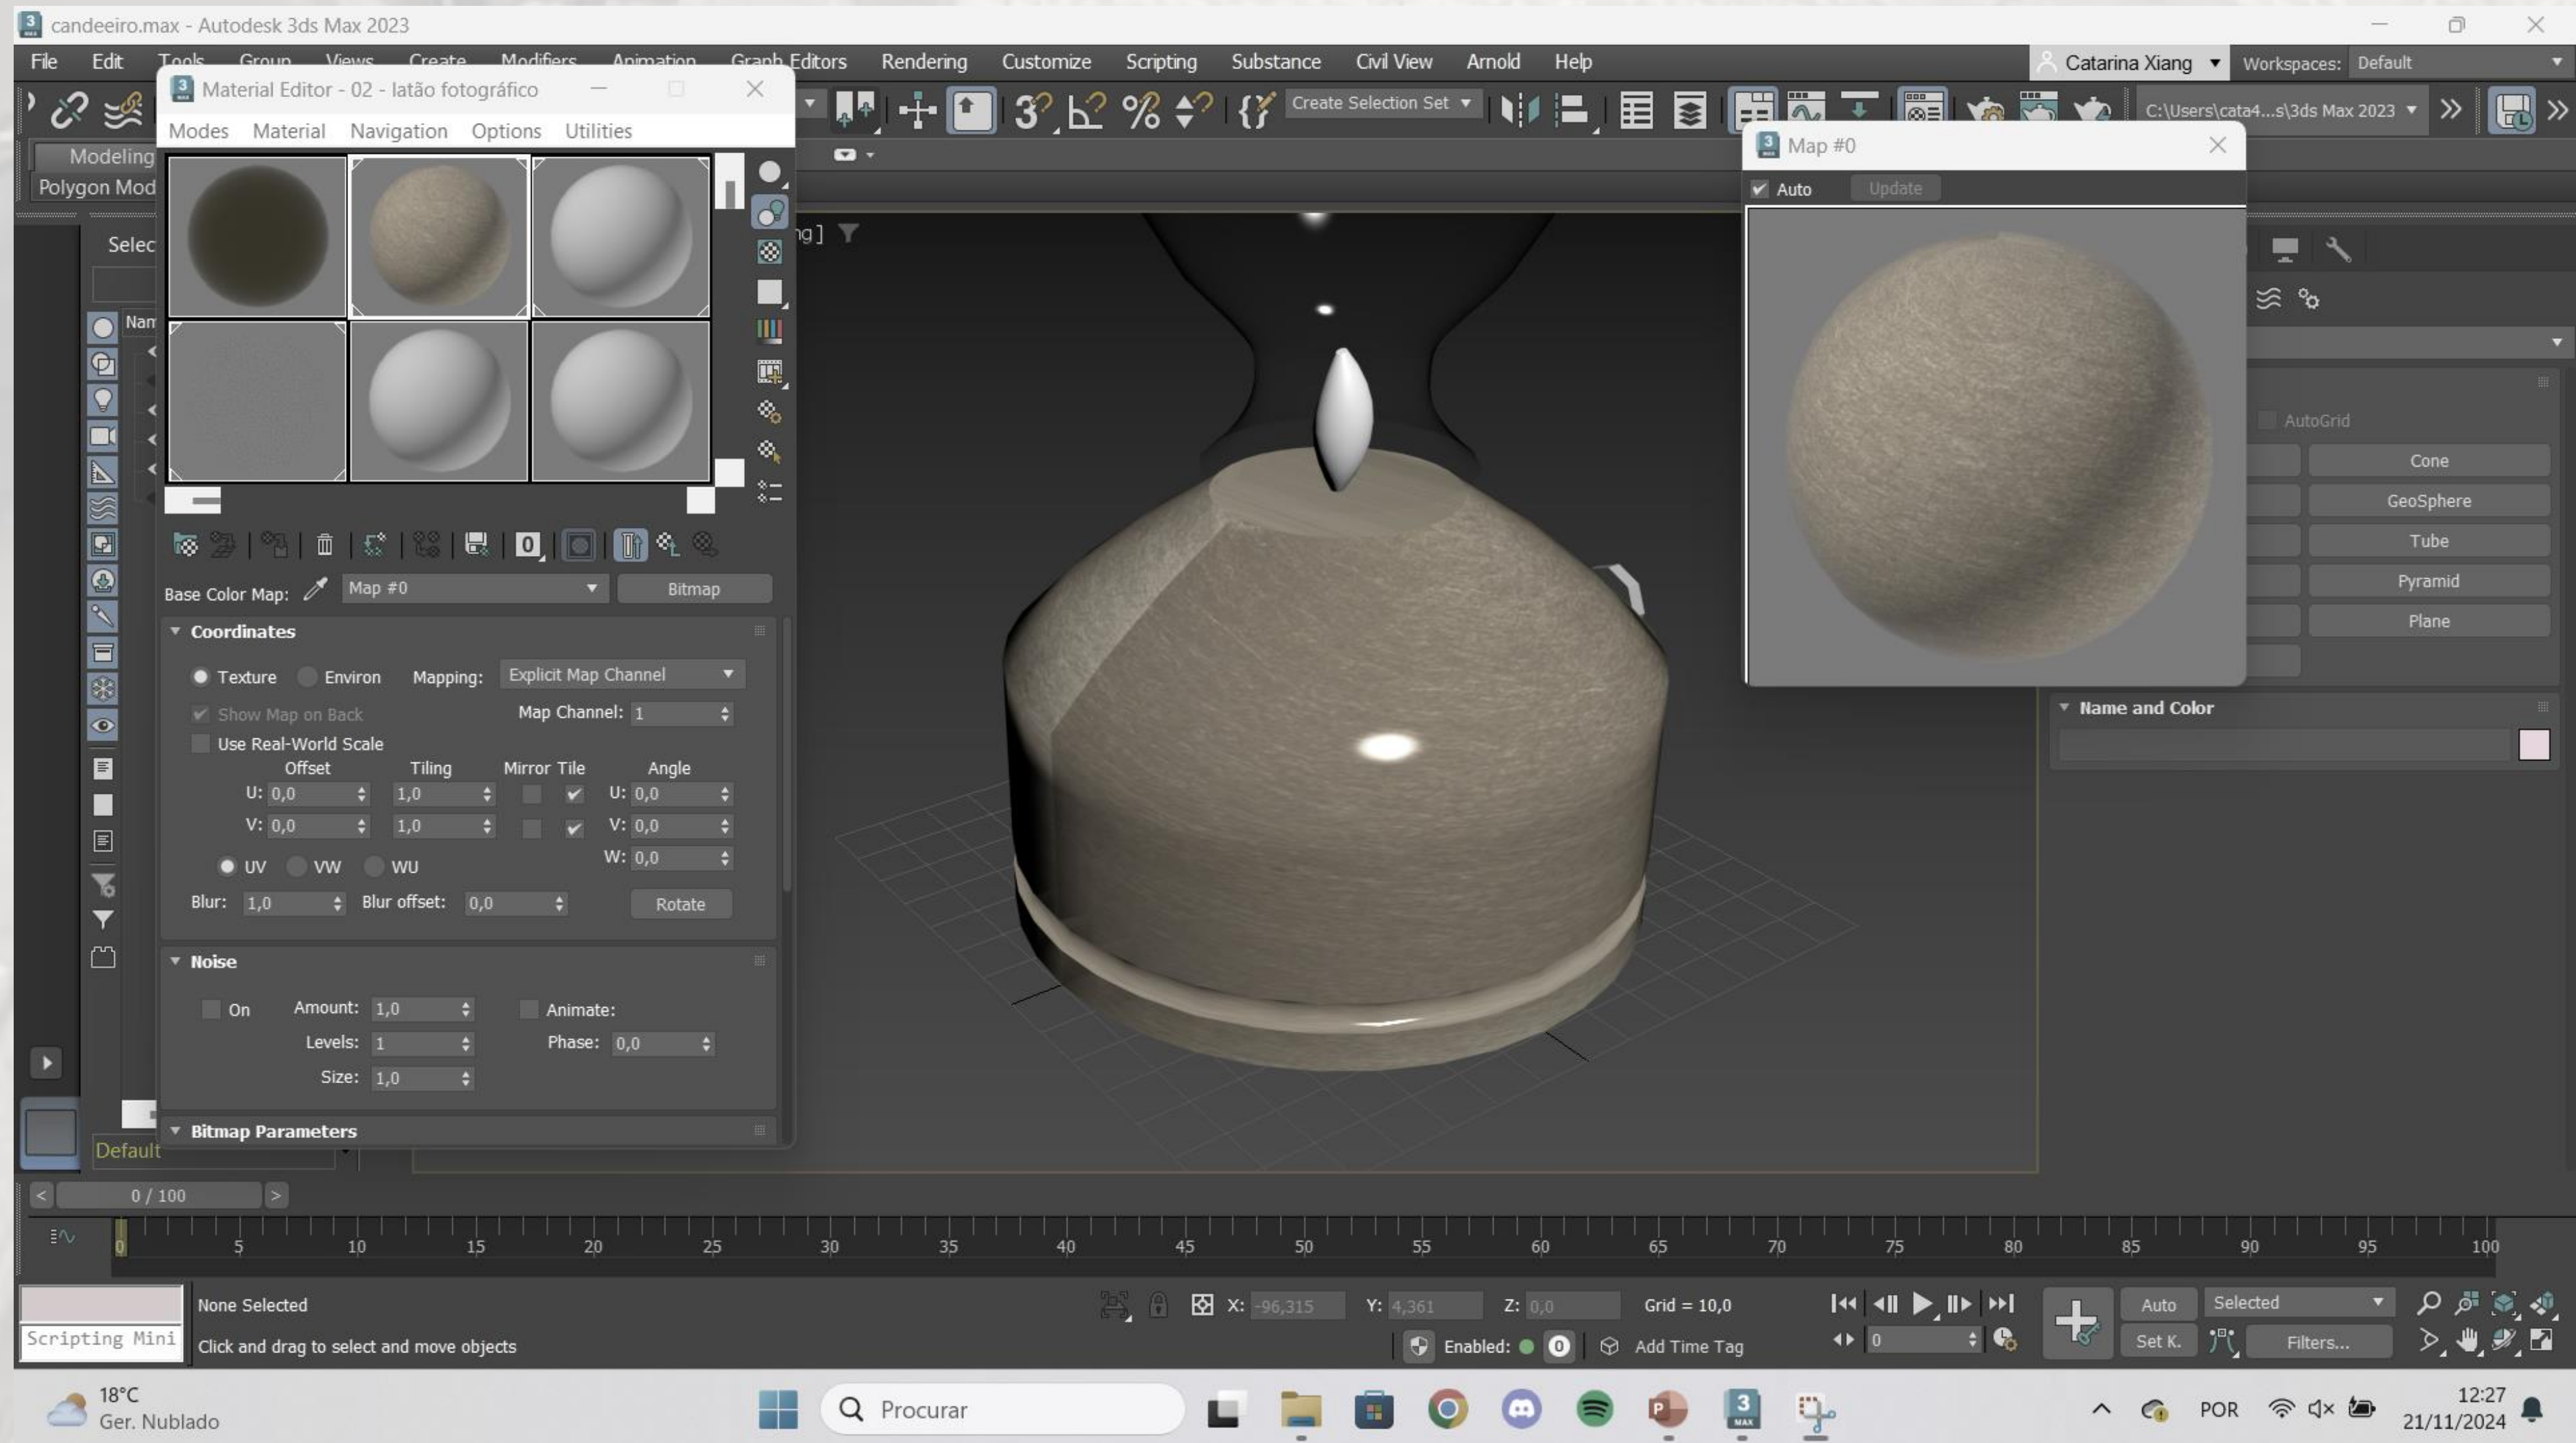 candeeiro.max - Autodesk 3ds Max 2023
File Edit Tools Group Views Create Modifiers Animation Graph Editors Rendering Customize Scripting Substance Civil View Arnold Help
Catarina Xiang Workspaces: Default
Material Editor - 02 - latão fotográfico
Create Selection Set
C:\Users\cata4...s\3ds Max 2023
Modes Material Navigation Options Utilities
Map #0
Modeling
Polygon Mod
Auto Update
Selec
ng ]
Nam
AutoGrid
Cone
GeoSphere
Tube
Pyramid
Plane
Name and Color
Base Color Map: Map #0 Bitmap
Coordinates
Texture Environ Mapping: Explicit Map Channel
Show Map on Back Map Channel: 1
Use Real-World Scale
Offset Tiling Mirror Tile Angle
U: 0,0 1,0 U: 0,0
V: 0,0 1,0 V: 0,0
UV VW WU W: 0,0
Blur: 1,0 Blur offset: 0,0 Rotate
Noise
On Amount: 1,0 Animate:
Levels: 1 Phase: 0,0
Size: 1,0
Bitmap Parameters
Default
< 0 / 100 >
0 5 10 15 20 25 30 35 40 45 50 55 60 65 70 75 80 85 90 95 100
None Selected X: -96,315 Y: 4,361 Z: 0,0 Grid = 10,0 Auto Selected
Scripting Mini Click and drag to select and move objects Enabled: 0 Add Time Tag 0 Set K. Filters...
18°C
Ger. Nublado
Procurar
POR
12:27
21/11/2024